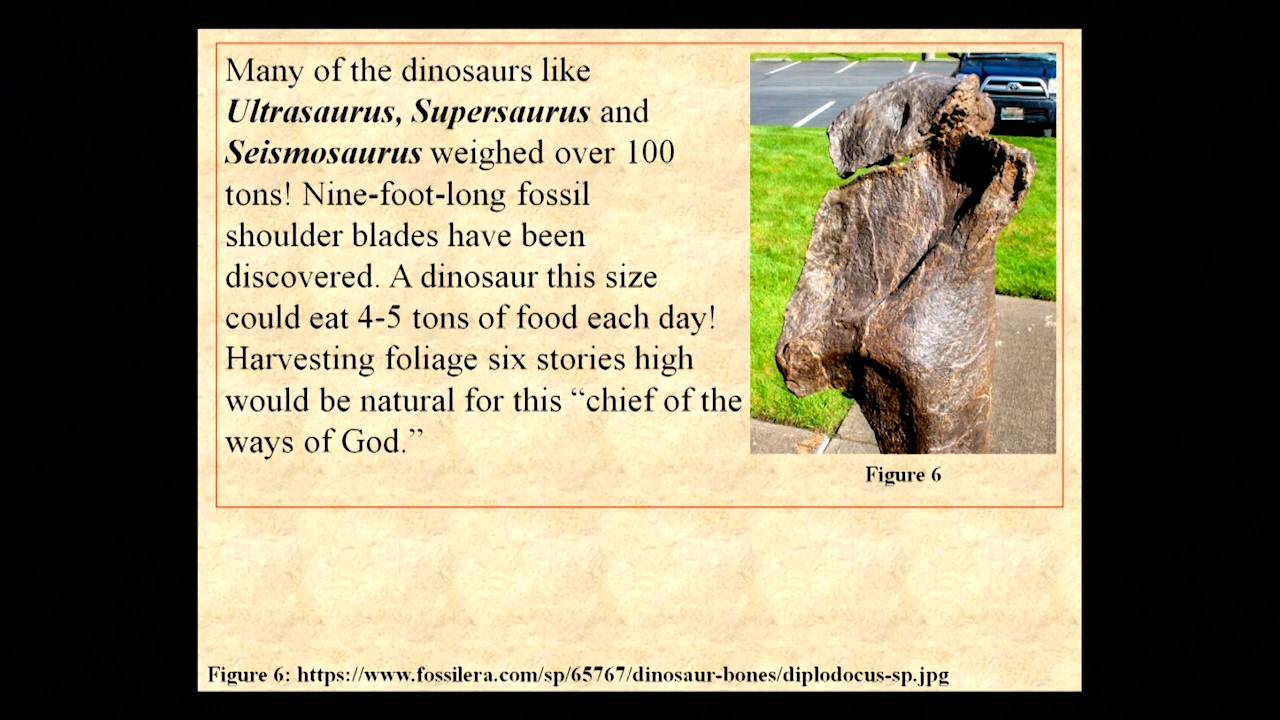 Many of the dinosaurs like
Ultrasaurus, Supersaurus and
Seismosaurus weighed over 100
tons! Nine-foot-long fossil
shoulder blades have been
discovered. A dinosaur this size
could eat 4-5 tons of food each day!
Harvesting foliage six stories high
would be natural for this “chief of the
ways of God.”
Figure 6
Figure 6: https://www.fossilera.com/sp/65767/dinosaur-bones/diplodocus-sp.jpg